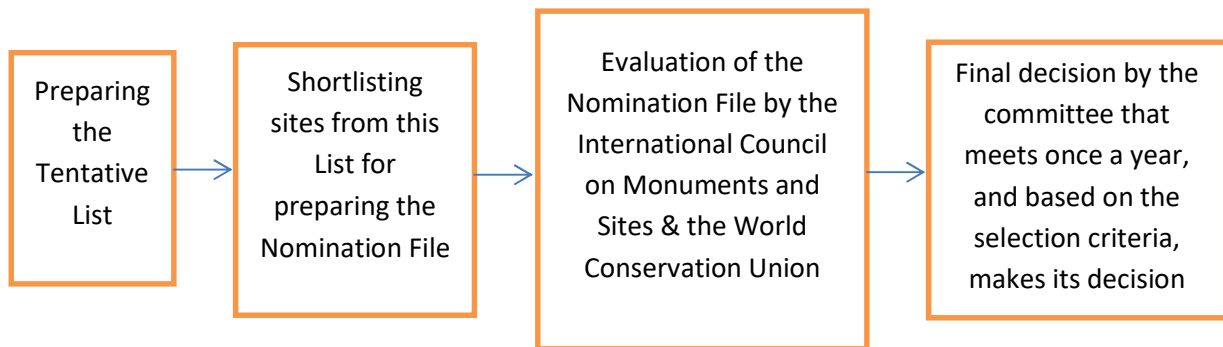 Preparing
the
Tentative
List
Shortlisting
sites from this
List for
preparing the
Nomination File
Evaluation of the
Nomination File by the
International Council
on Monuments and
Sites & the World
Conservation Union
Final decision by the
committee that
meets once a year,
and based on the
selection criteria,
makes its decision